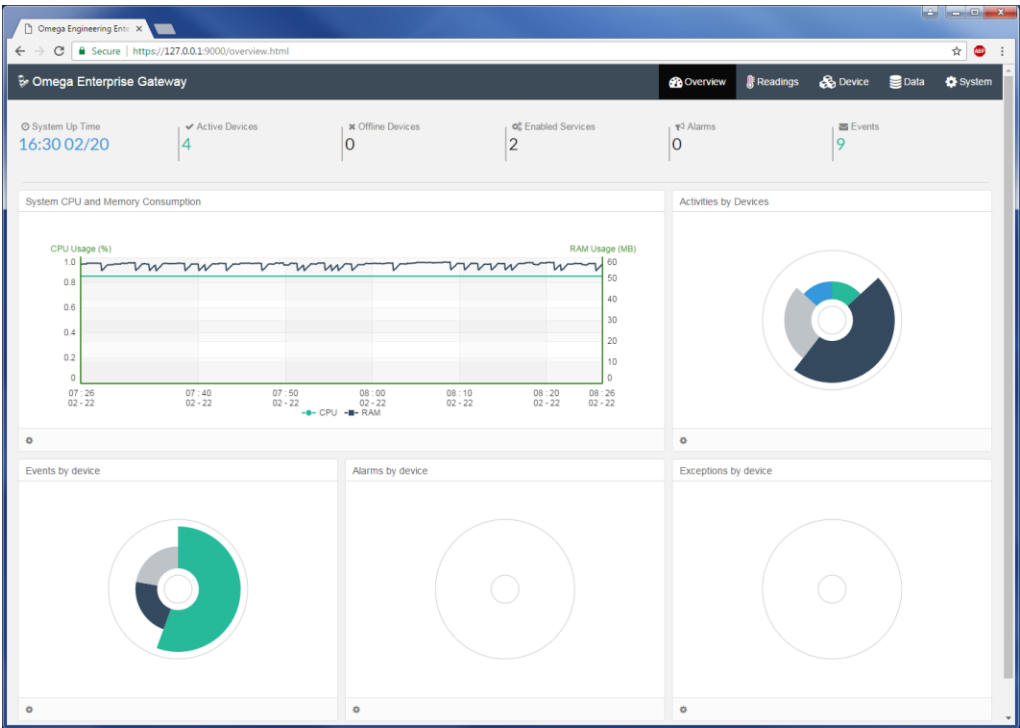 Omega Engineering Ente
Secure | https://127.0.0.1:9000/overview.html
ABP
Omega Enterprise Gateway
Overview
Readings
Device
Data
System
System Up Time
16:30 02/20
Active Devices
4
Offline Devices
0
Enabled Services
2
Alarms
0
Events
9
System CPU and Memory Consumption
CPU Usage (%)
RAM Usage (MB)
1.0
0.8
0.6
0.4
0.2
0
60
50
40
30
20
10
0
07 : 26
02 - 22
07 : 40
02 - 22
07 : 50
02 - 22
08 : 00
02 - 22
08 : 10
02 - 22
08 : 20
02 - 22
08 : 26
02 - 22
CPU
RAM
Activities by Devices
Events by device
Alarms by device
Exceptions by device